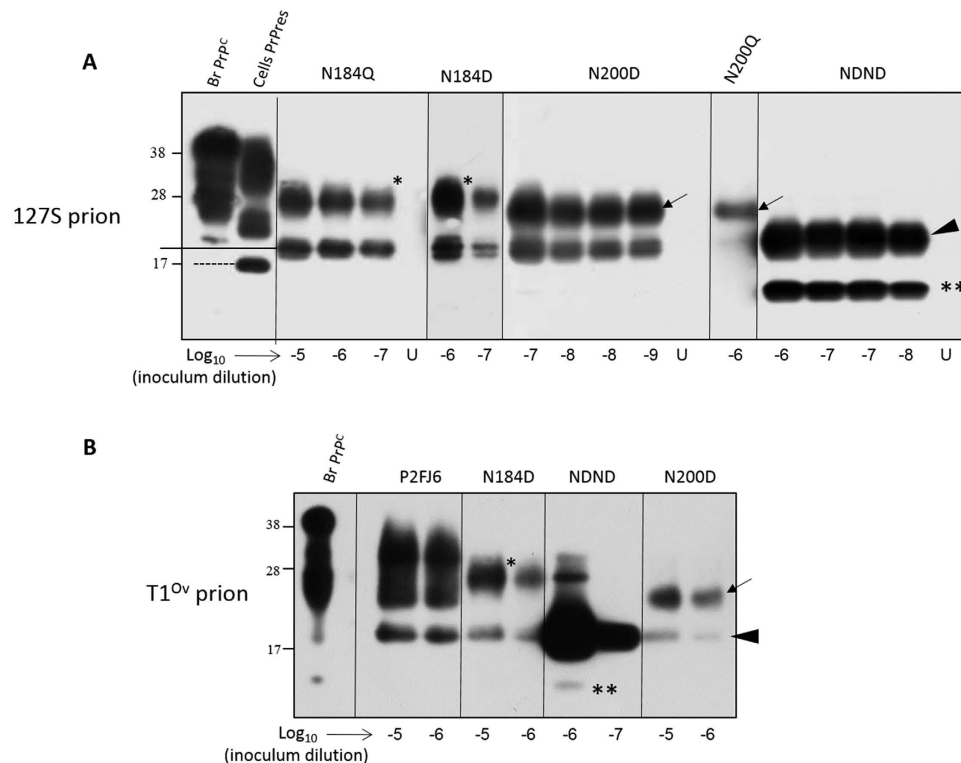 A
Br PrPᶜ
Cells PrPres
N184Q
N184D
N200D
N200Q
NDND
38
28
17
127S prion
*
*
**
Log₁₀ → -5 -6 -7 U -6 -7 -7 -8 -8 -9 U -6 -6 -7 -7 -8 U
(inoculum dilution)
B
Br PrPᶜ
P2FJ6 N184D NDND N200D
38
28
17
T1ᴼᵛ prion
*
**
Log₁₀ → -5 -6 -5 -6 -6 -7 -5 -6
(inoculum dilution)